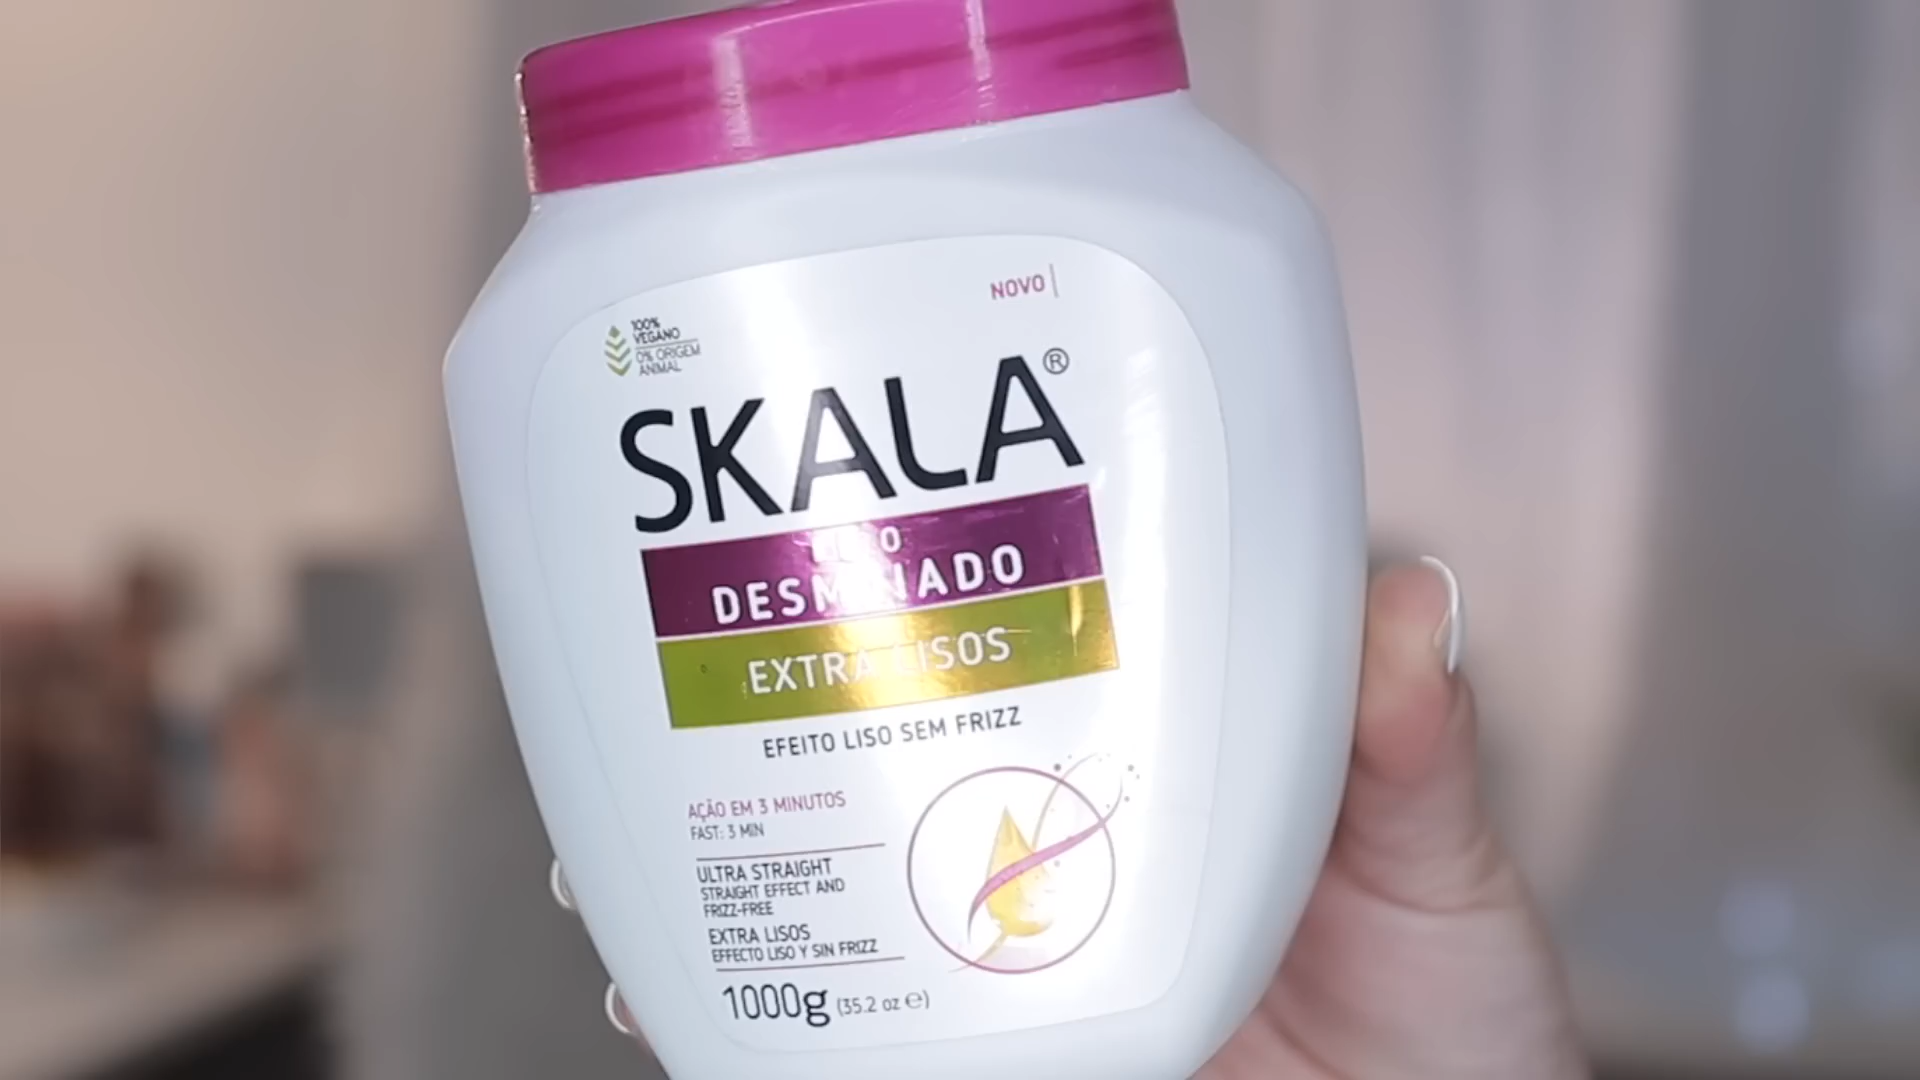 NOVO
100%
VEGANO
0% ORIGEM
ANIMAL
SKALA®
EXTRA LISOS
EFEITO LISO SEM FRIZZ
AÇÃO EM 3 MINUTOS
FAST: 3 MIN
ULTRA STRAIGHT
STRAIGHT EFFECT AND
FRIZZ-FREE
EXTRA LISOS
EFFECTO LISO Y SIN FRIZZ
1000g (35.2 oz ℮)